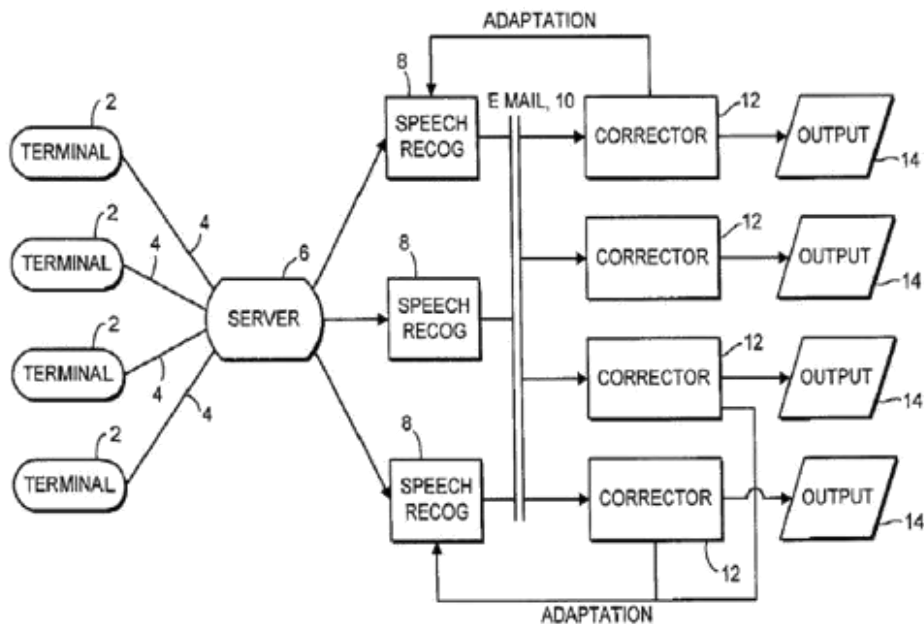 ADAPTATION
2
TERMINAL
4
2
TERMINAL
4
2
TERMINAL
4
2
TERMINAL
4
6
SERVER
8
SPEECH
RECOG
8
SPEECH
RECOG
8
SPEECH
RECOG
E MAIL, 10
12
CORRECTOR
OUTPUT
14
12
CORRECTOR
OUTPUT
14
12
CORRECTOR
OUTPUT
14
CORRECTOR
12
OUTPUT
14
ADAPTATION